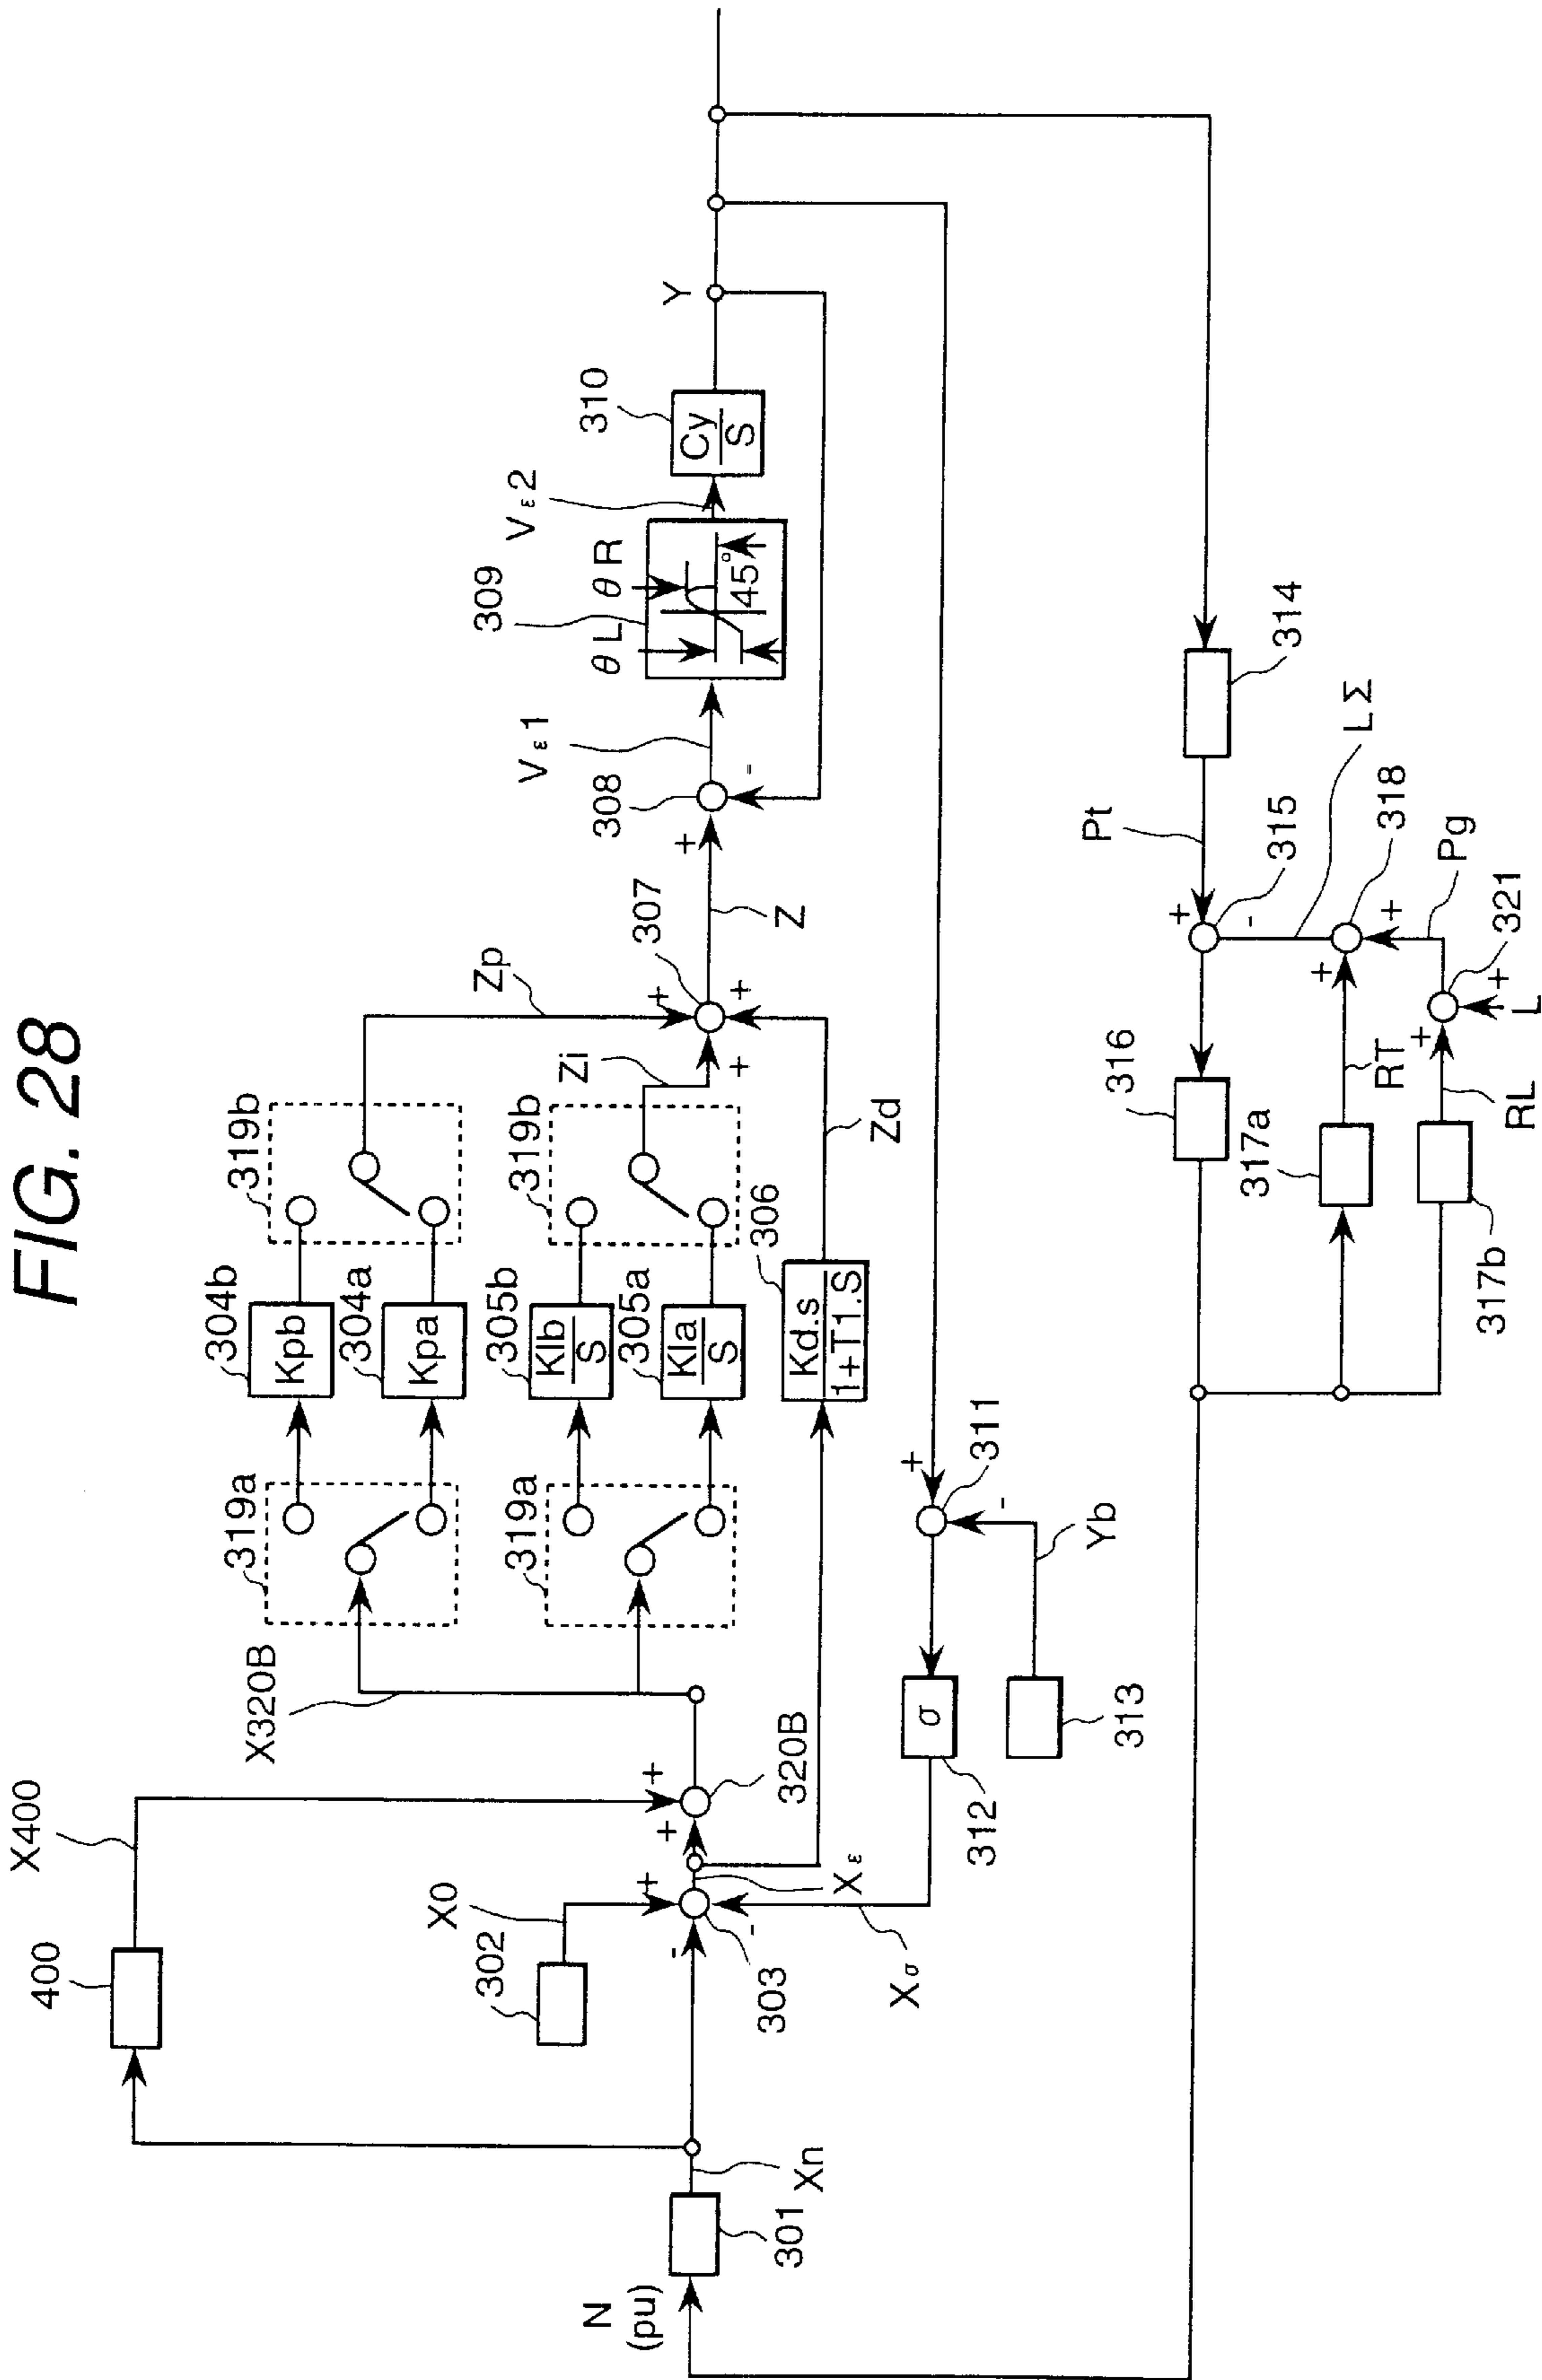 FIG. 28
X400
400
X320B
319a
304b
Kpb
319b
304a
Kpa
Zp
319a
305b
KIb
S
319b
305a
KIa
S
Zi
306
Kd.s
1+T1.S
Zd
X0
302
303
Xε
Xσ
320B
N
(pu)
301
Xn
307
Z
308
Vε1
309
θL
θR
45°
Vε2
310
Cy
S
Y
+
-
+
+
+
+
+
+
-
-
σ
312
311
+
-
Yb
313
314
Pt
315
+
-
LΣ
318
+
+
Pg
321
+
+
L
316
317a
RT
317b
RL